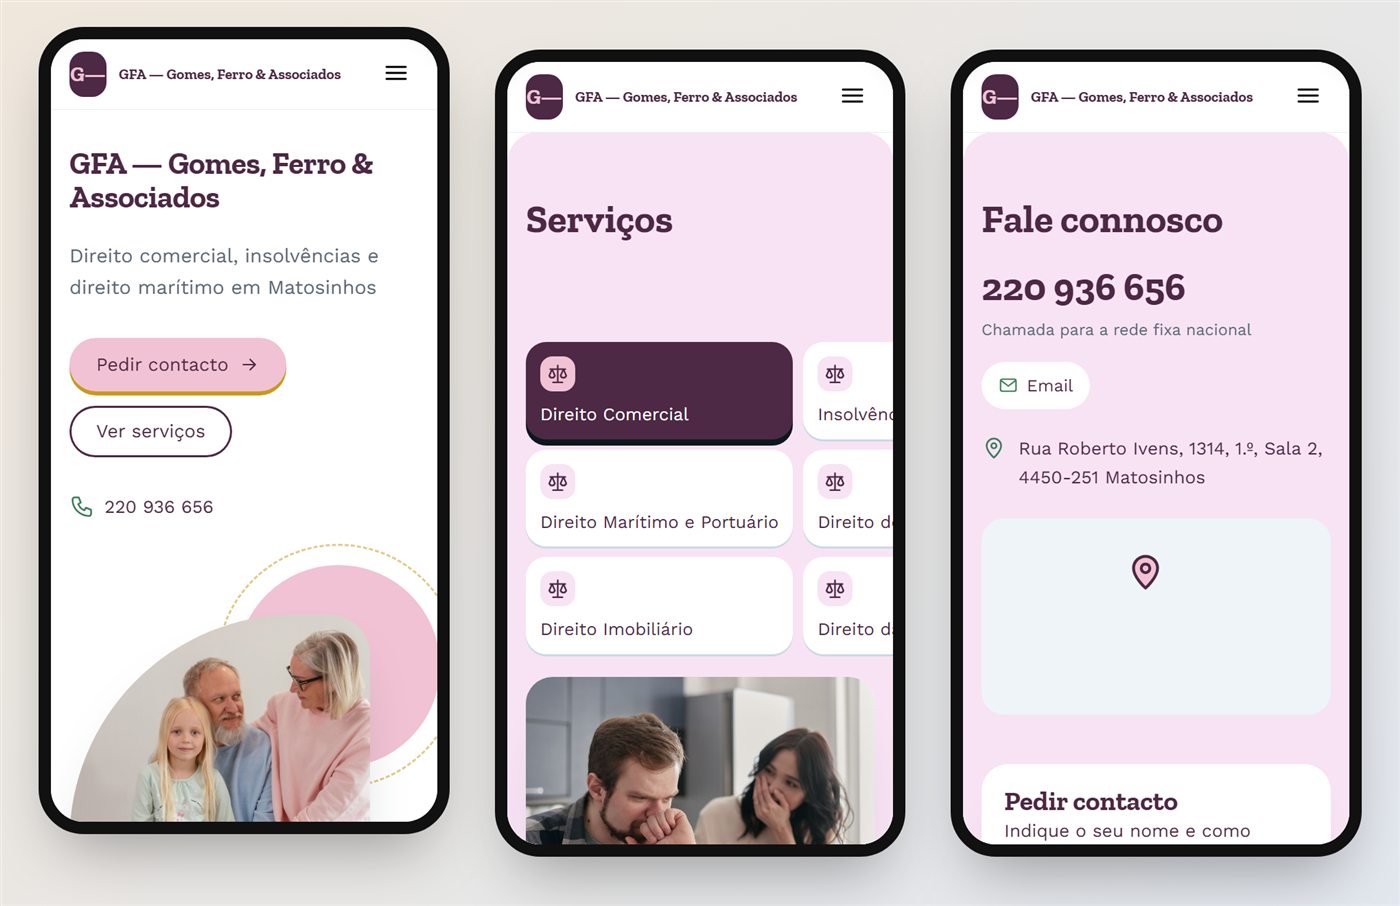 G—
GFA — Gomes, Ferro & Associados
GFA — Gomes, Ferro &
Associados
Direito comercial, insolvências e
direito marítimo em Matosinhos
Pedir contacto →
Ver serviços
220 936 656
G—
GFA — Gomes, Ferro & Associados
Serviços
Direito Comercial
Insolvênc
Direito Marítimo e Portuário
Direito d
Direito Imobiliário
Direito d
G—
GFA — Gomes, Ferro & Associados
Fale connosco
220 936 656
Chamada para a rede fixa nacional
Email
Rua Roberto Ivens, 1314, 1.º, Sala 2,
4450-251 Matosinhos
Pedir contacto
Indique o seu nome e como